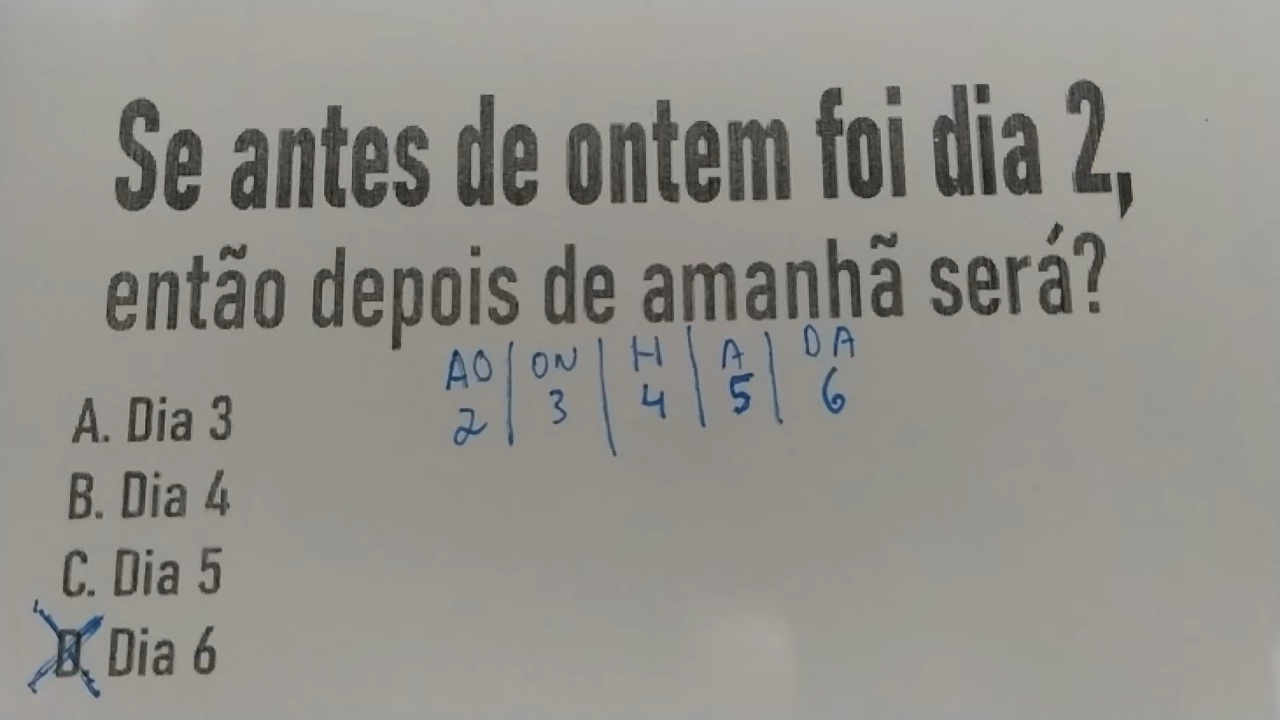 Se antes de ontem foi dia 2,
então depois de amanhã será?
AO | ON | H | A | DA
2 | 3 | 4 | 5 | 6
A. Dia 3
B. Dia 4
C. Dia 5
D. Dia 6